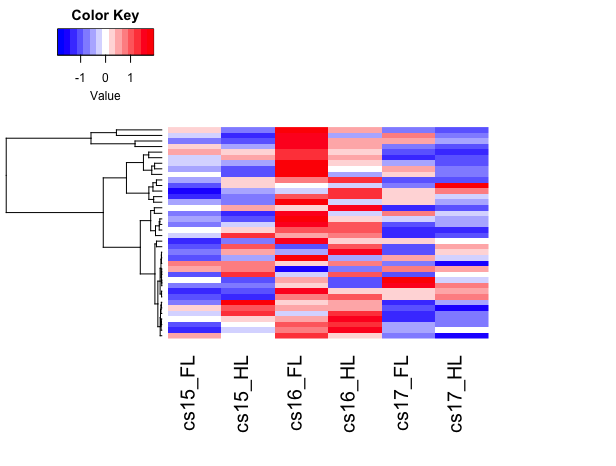 Color Key
-1 0 1
Value
cs15_FL
cs15_HL
cs16_FL
cs16_HL
cs17_FL
cs17_HL